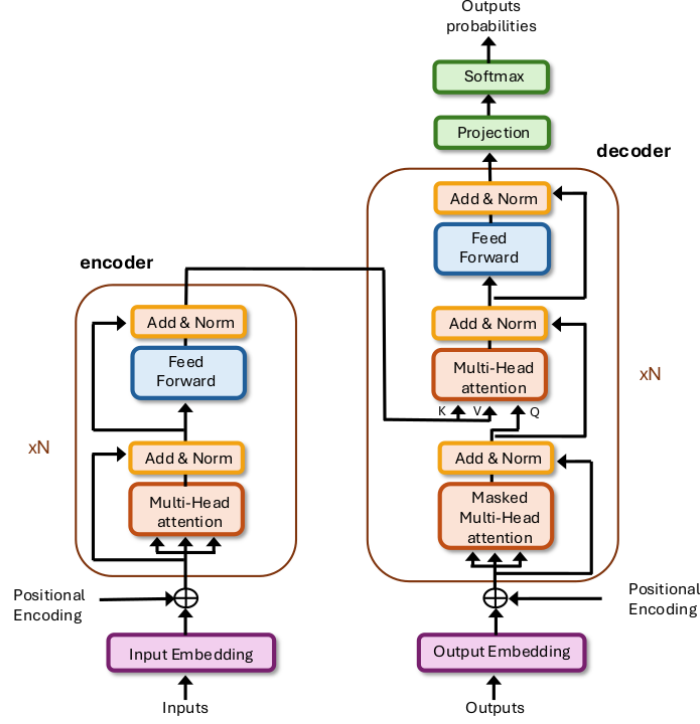 Outputs
probabilities
Softmax
Projection
decoder
Add & Norm
Feed
Forward
Add & Norm
Multi-Head
attention
K V Q
xN
Add & Norm
Masked
Multi-Head
attention
Positional
Encoding
Output Embedding
Outputs
encoder
Add & Norm
Feed
Forward
xN
Add & Norm
Multi-Head
attention
Positional
Encoding
Input Embedding
Inputs